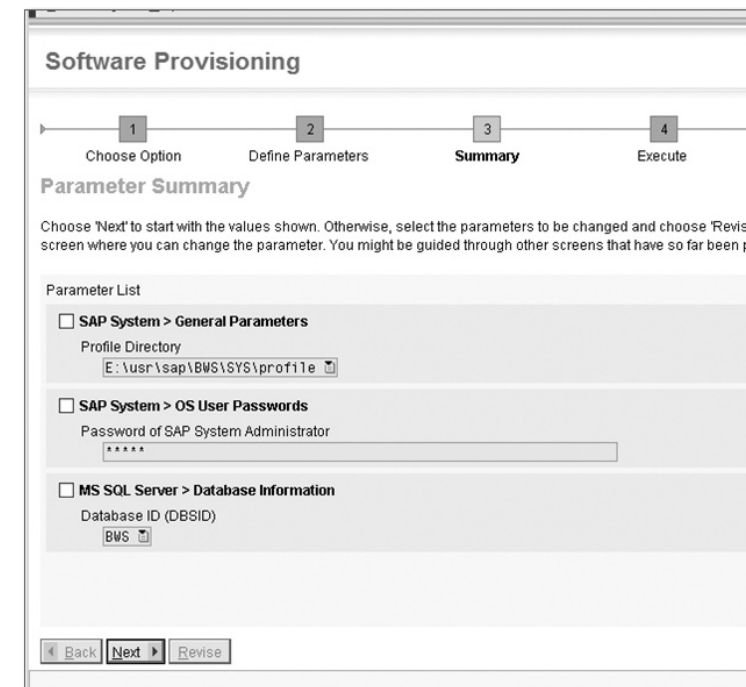 Software Provisioning
1 2 3 4
Choose Option Define Parameters Summary Execute
Parameter Summary
Choose 'Next' to start with the values shown. Otherwise, select the parameters to be changed and choose 'Revis
screen where you can change the parameter. You might be guided through other screens that have so far been p
Parameter List
SAP System > General Parameters
Profile Directory
E:\usr\sap\BWS\SYS\profile
SAP System > OS User Passwords
Password of SAP System Administrator
*****
MS SQL Server > Database Information
Database ID (DBSID)
BWS
Back Next Revise